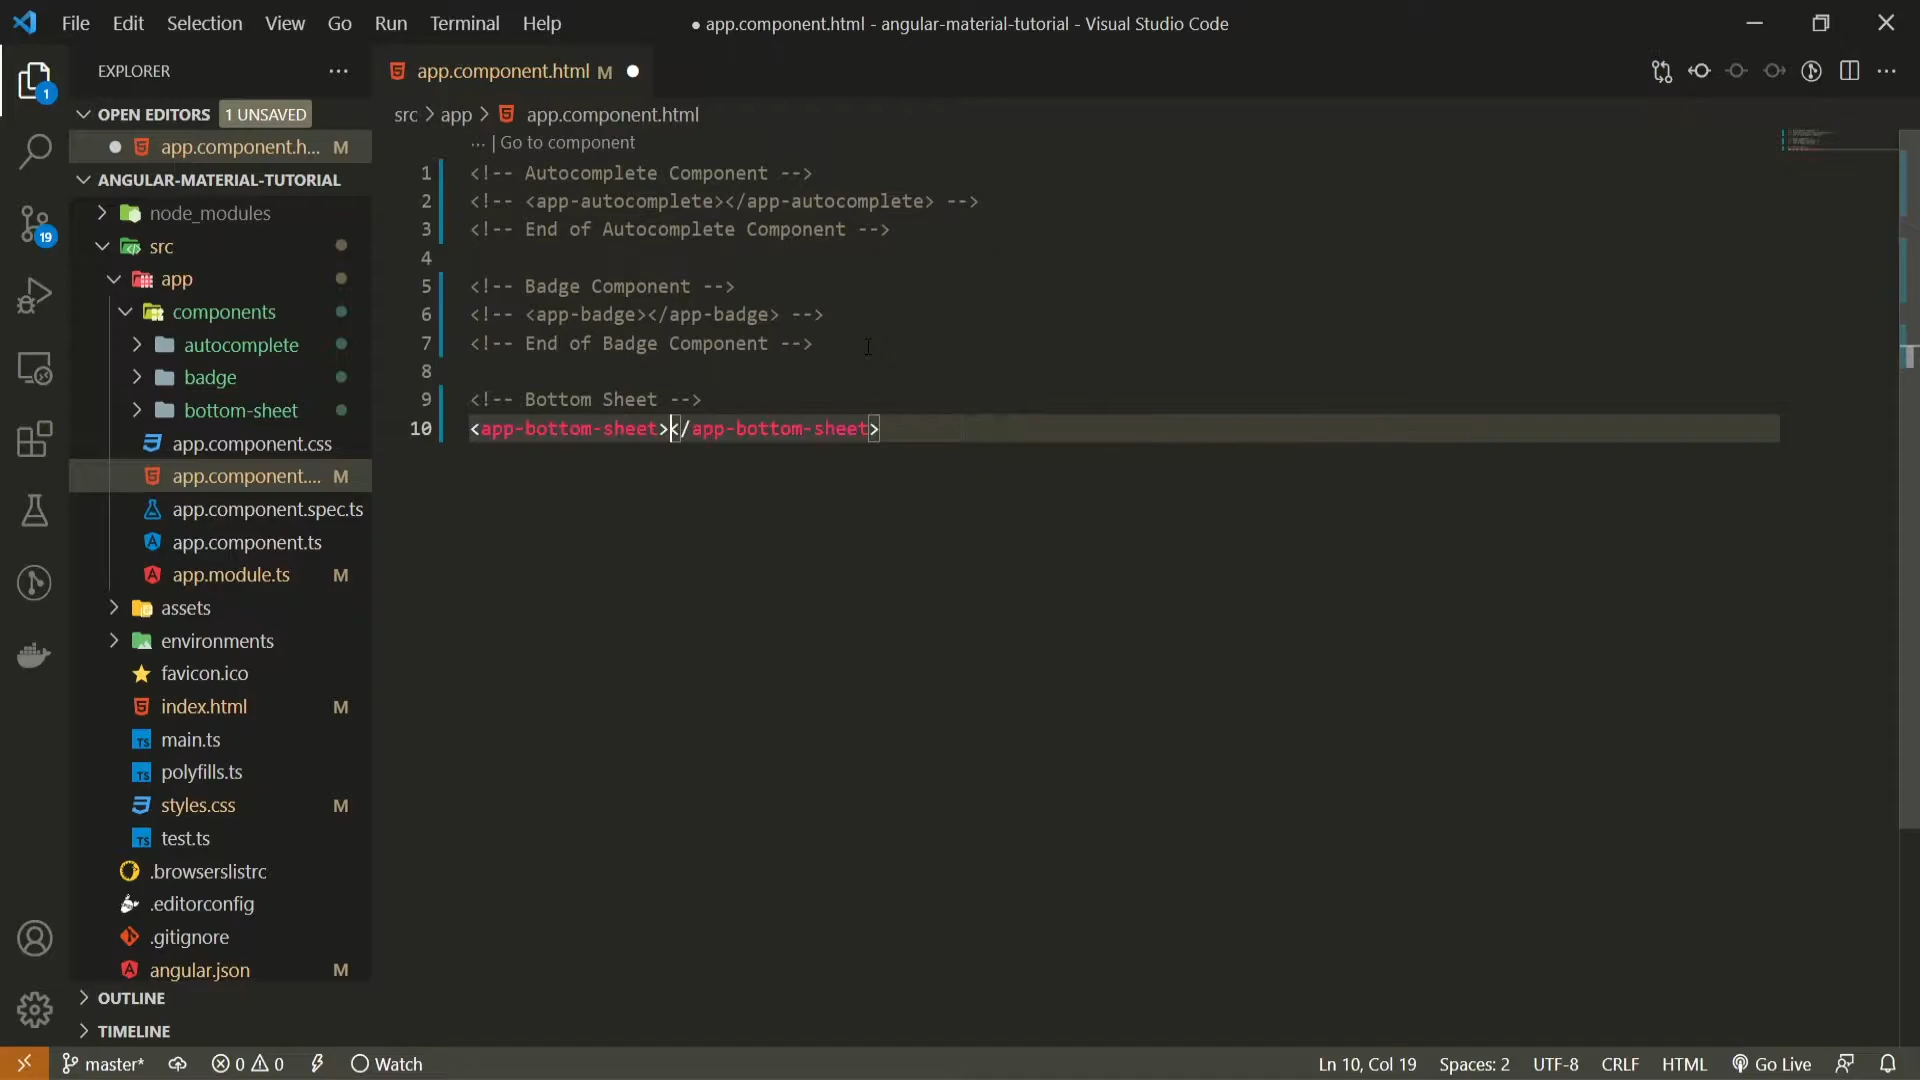 File Edit Selection View Go Run Terminal Help
● app.component.html - angular-material-tutorial - Visual Studio Code
EXPLORER
OPEN EDITORS 1 UNSAVED
app.component.h... M
ANGULAR-MATERIAL-TUTORIAL
node_modules
src
app
components
autocomplete
badge
bottom-sheet
app.component.css
app.component.... M
app.component.spec.ts
app.component.ts
app.module.ts M
assets
environments
favicon.ico
index.html M
main.ts
polyfills.ts
styles.css M
test.ts
.browserslistrc
.editorconfig
.gitignore
angular.json M
OUTLINE
TIMELINE
1
19
app.component.html M
src > app > app.component.html
... | Go to component
1 <!-- Autocomplete Component -->
2 <!-- <app-autocomplete></app-autocomplete> -->
3 <!-- End of Autocomplete Component -->
4
5 <!-- Badge Component -->
6 <!-- <app-badge></app-badge> -->
7 <!-- End of Badge Component -->
8
9 <!-- Bottom Sheet -->
10 <app-bottom-sheet></app-bottom-sheet>
master* 0 0 Watch
Ln 10, Col 19 Spaces: 2 UTF-8 CRLF HTML Go Live